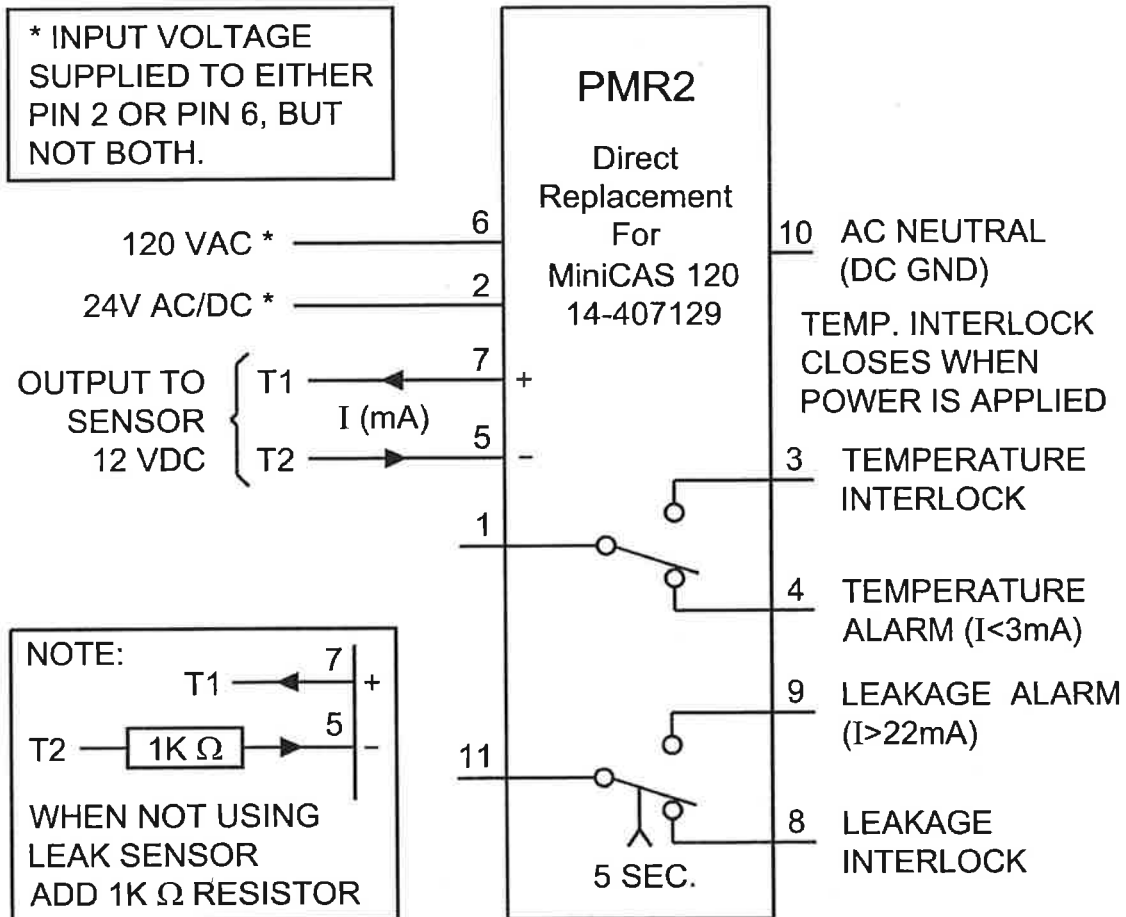 * INPUT VOLTAGE
SUPPLIED TO EITHER
PIN 2 OR PIN 6, BUT
NOT BOTH.
PMR2
Direct
Replacement
For
MiniCAS 120
14-407129
120 VAC *
6
24V AC/DC *
2
OUTPUT TO
SENSOR
12 VDC
T1
7
+
I (mA)
T2
5
−
1
11
10
AC NEUTRAL
(DC GND)
TEMP. INTERLOCK
CLOSES WHEN
POWER IS APPLIED
3
TEMPERATURE
INTERLOCK
4
TEMPERATURE
ALARM (I<3mA)
9
LEAKAGE ALARM
(I>22mA)
8
LEAKAGE
INTERLOCK
5 SEC.
NOTE:
T1
7
+
T2
1K Ω
5
−
WHEN NOT USING
LEAK SENSOR
ADD 1K Ω RESISTOR